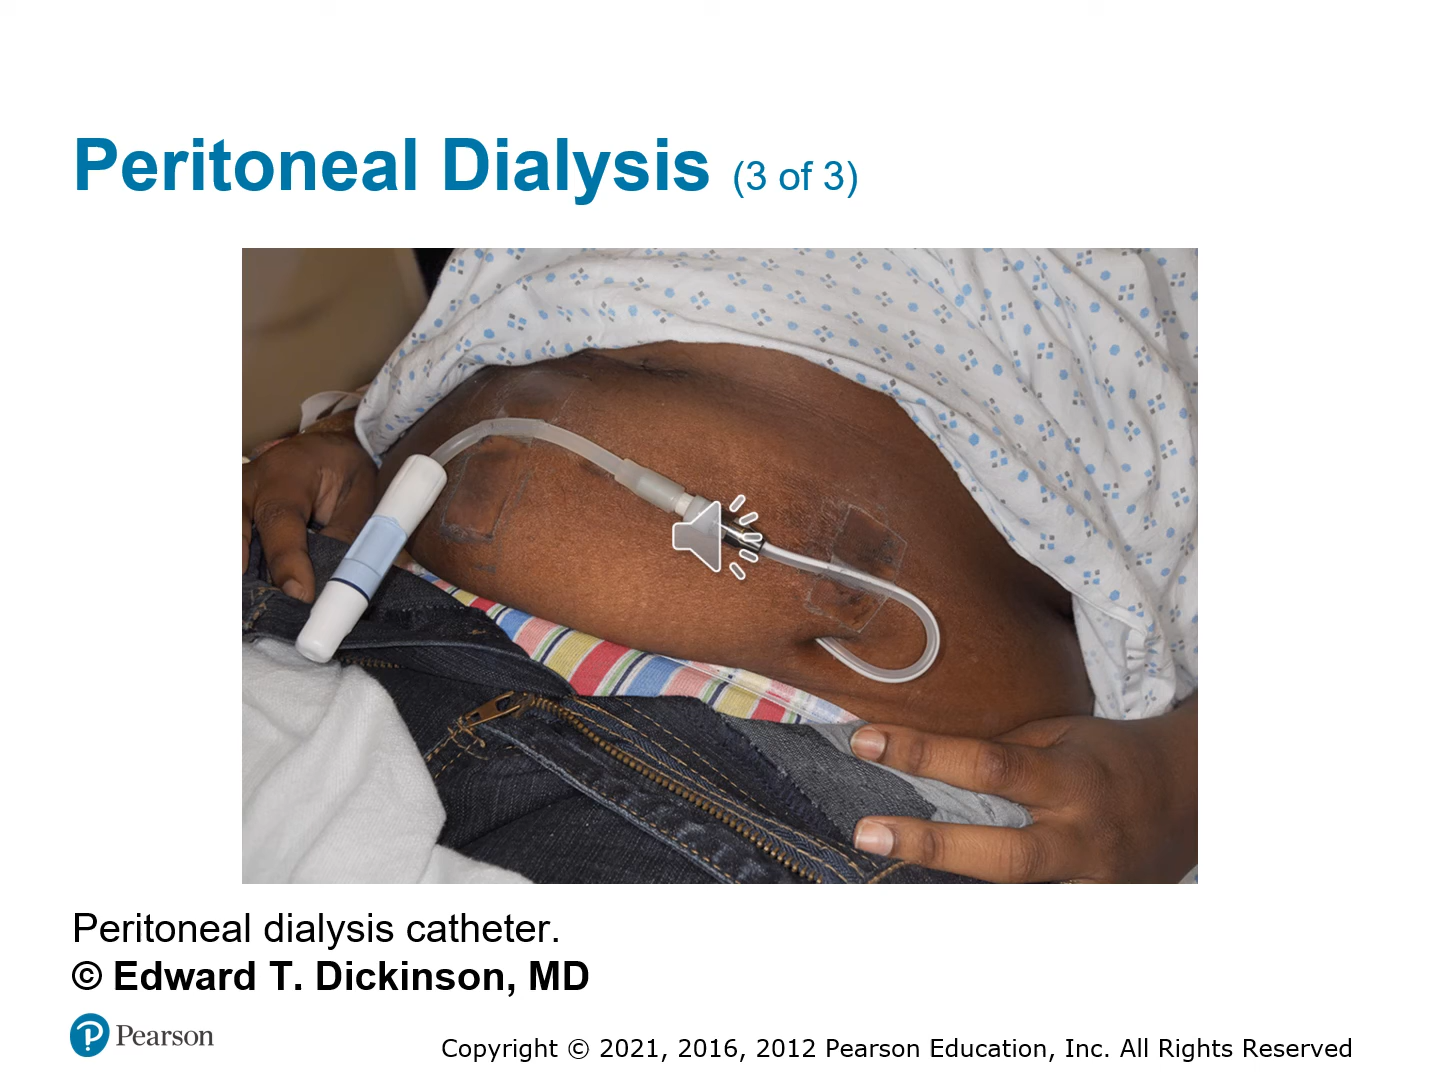 Peritoneal Dialysis (3 of 3)
Peritoneal dialysis catheter.
© Edward T. Dickinson, MD
Pearson
Copyright © 2021, 2016, 2012 Pearson Education, Inc. All Rights Reserved